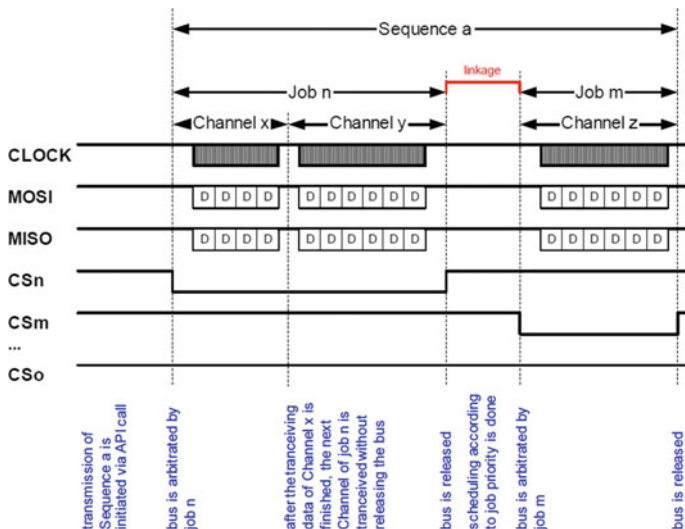 Sequence a
linkage
Job n
Job m
Channel x
Channel y
Channel z
CLOCK
MOSI
D D D D
D D D D D D
D D D D D D
MISO
D D D D
D D D D D D
D D D D D D
CSn
CSm
...
CSo
transmission of
Sequence a is
initiated via API call
bus is arbitrated by
job n
after the tranceiving
data of Channel x is
finished, the next
Channel of job n is
tranceived without
releasing the bus
bus is released
scheduling according
to job priority is done
bus is arbitrated by
job m
bus is released